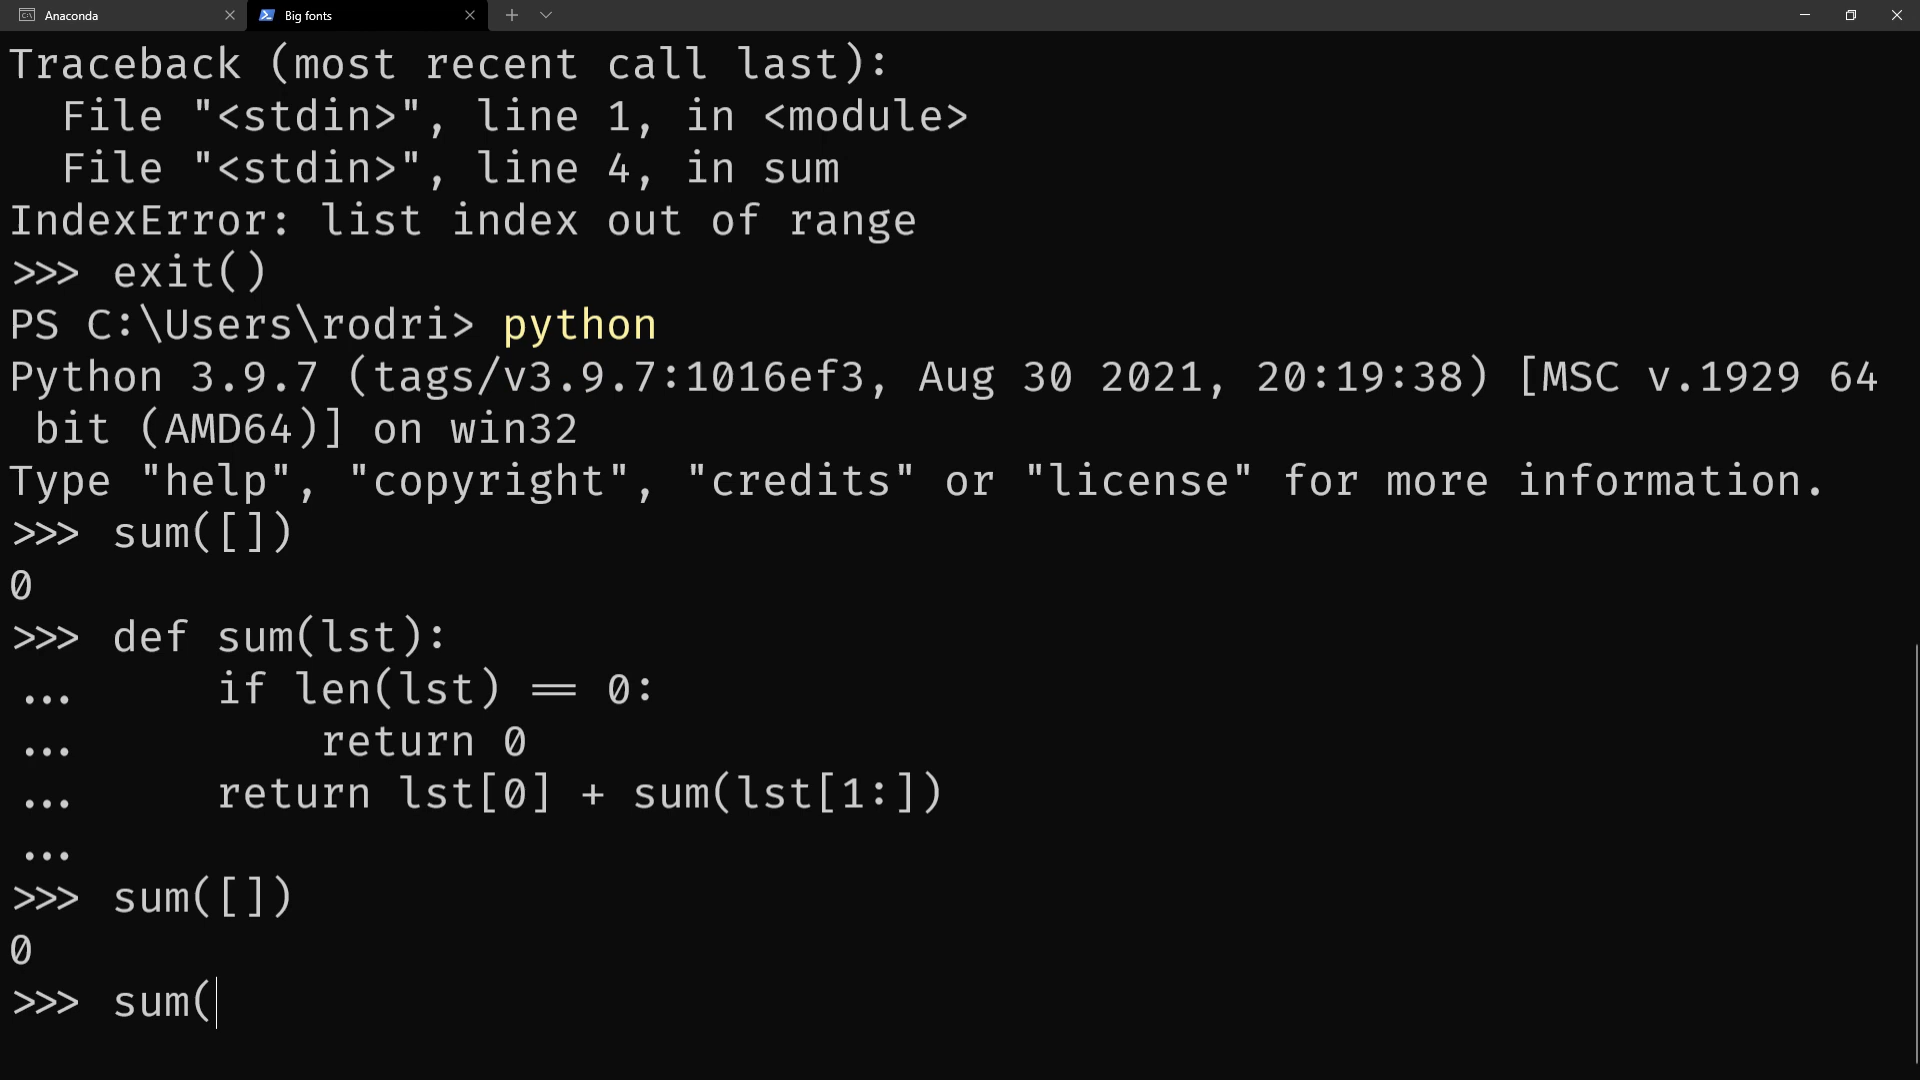 Anaconda
Big fonts
Traceback (most recent call last):
  File "<stdin>", line 1, in <module>
  File "<stdin>", line 4, in sum
IndexError: list index out of range
>>> exit()
PS C:\Users\rodri> python
Python 3.9.7 (tags/v3.9.7:1016ef3, Aug 30 2021, 20:19:38) [MSC v.1929 64
 bit (AMD64)] on win32
Type "help", "copyright", "credits" or "license" for more information.
>>> sum([])
0
>>> def sum(lst):
...     if len(lst) == 0:
...         return 0
...     return lst[0] + sum(lst[1:])
...
>>> sum([])
0
>>> sum(